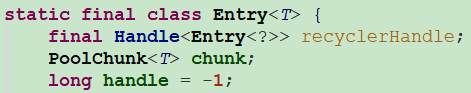 static final class Entry<T> {
final Handle<Entry<?>> recyclerHandle;
PoolChunk<T> chunk;
long handle = -1;